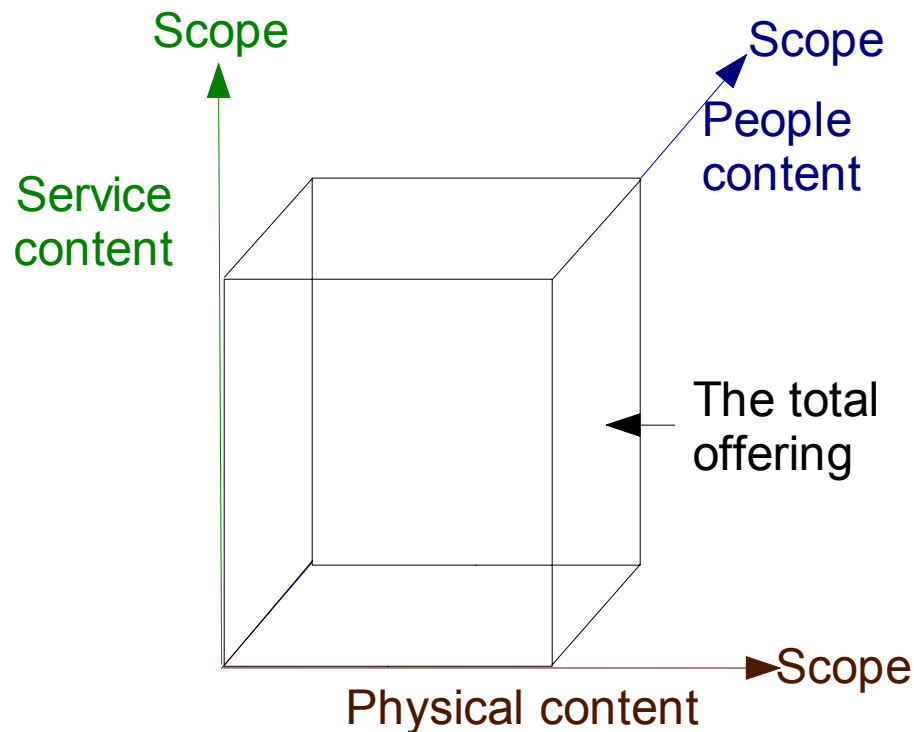 Scope
Scope
People
content
Service
content
The total
offering
Scope
Physical content